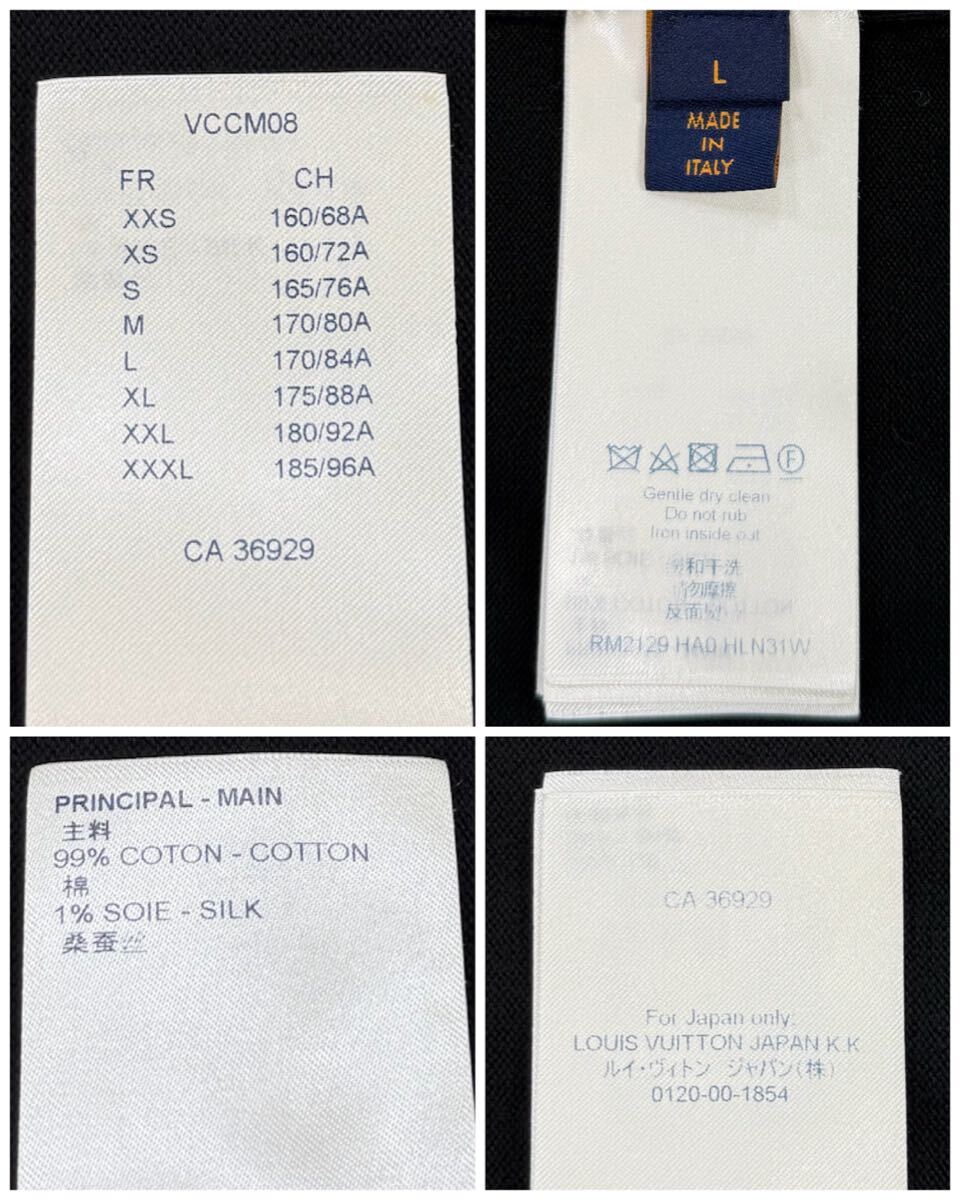 VCCM08
FR CH
XXS 160/68A
XS 160/72A
S 165/76A
M 170/80A
L 170/84A
XL 175/88A
XXL 180/92A
XXXL 185/96A
CA 36929
L
MADE
IN
ITALY
F
Gentle dry clean
Do not rub
Iron inside out
和干洗
请勿摩擦
反面
RM2129 HA0 HLN31W
PRINCIPAL - MAIN
主料
99% COTON - COTTON
棉
1% SOIE - SILK
桑蚕丝
CA 36929
For Japan only:
LOUIS VUITTON JAPAN K.K
ルイ・ヴィトン ジャパン(株)
0120-00-1854